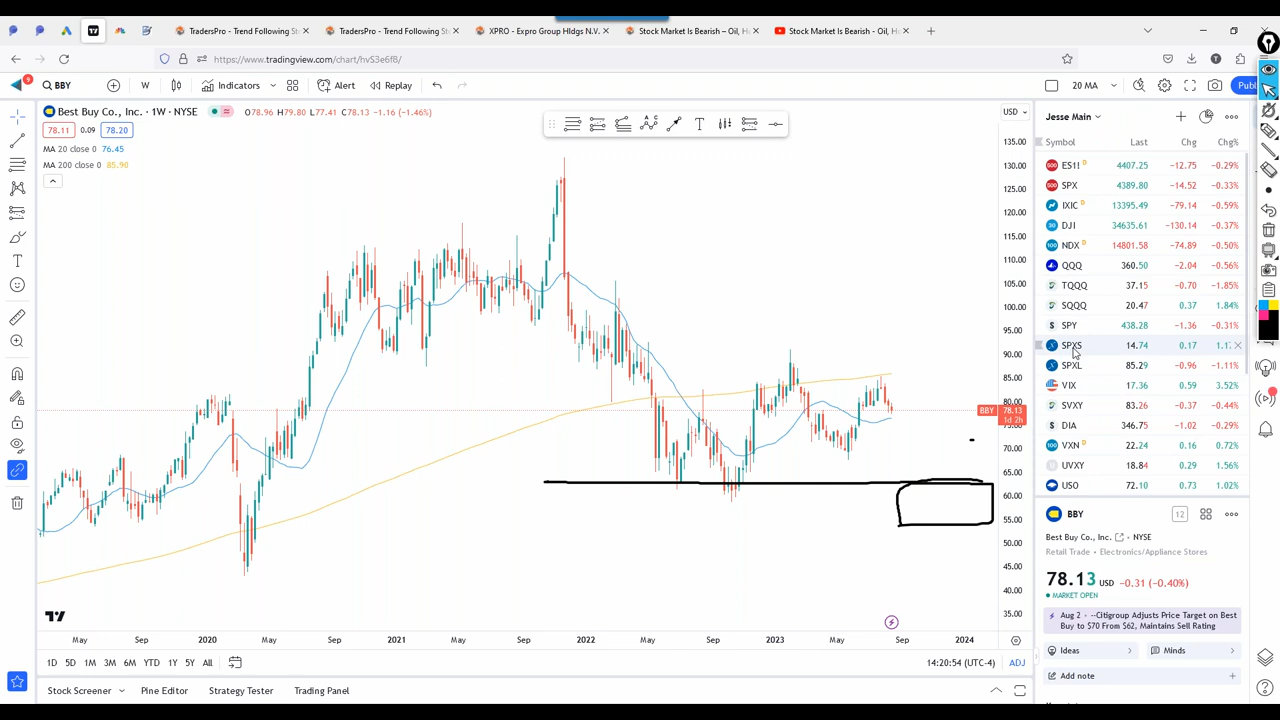 TradersPro - Trend Following St
TradersPro - Trend Following St
XPRO - Expro Group Hldgs N.V.
Stock Market Is Bearish – Oil, H
Stock Market Is Bearish - Oil, H
https://www.tradingview.com/chart/hvS3e6fB/
9
BBY
W
Indicators
Alert
Replay
20 MA
Publ
Best Buy Co., Inc. · 1W · NYSE
O78.96 H79.80 L77.41 C78.13 −1.16 (−1.46%)
78.11 0.09 78.20
MA 20 close 0 76.45
MA 200 close 0 85.90
USD
135.00
130.00
125.00
120.00
115.00
110.00
105.00
100.00
95.00
90.00
85.00
80.00
BBY 78.13
1d 2h
70.00
65.00
60.00
55.00
50.00
45.00
40.00
35.00
May Sep 2020 May Sep 2021 May Sep 2022 May Sep 2023 May Sep 2024
1D 5D 1M 3M 6M YTD 1Y 5Y All
14:20:54 (UTC-4) ADJ
Stock Screener Pine Editor Strategy Tester Trading Panel
Jesse Main
Symbol Last Chg Chg%
ES1! D 4407.25 −12.75 −0.29%
SPX 4389.80 −14.52 −0.33%
IXIC D 13395.49 −79.14 −0.59%
DJI 34635.61 −130.14 −0.37%
NDX D 14801.58 −74.89 −0.50%
QQQ 360.50 −2.04 −0.56%
TQQQ 37.15 −0.70 −1.85%
SQQQ 20.47 0.37 1.84%
SPY 438.28 −1.36 −0.31%
SPXS 14.74 0.17 1.1
SPXL 85.29 −0.96 −1.11%
VIX 17.36 0.59 3.52%
SVXY 83.26 −0.37 −0.44%
DIA 346.75 −1.02 −0.29%
VXN D 22.24 0.16 0.72%
UVXY 18.84 0.29 1.56%
USO 72.10 0.73 1.02%
BBY
12
Best Buy Co., Inc. · NYSE
Retail Trade • Electronics/Appliance Stores
78.13 USD −0.31 (−0.40%)
MARKET OPEN
Aug 2 · —Citigroup Adjusts Price Target on Best
Buy to $70 From $62, Maintains Sell Rating
Ideas
Minds
Add note